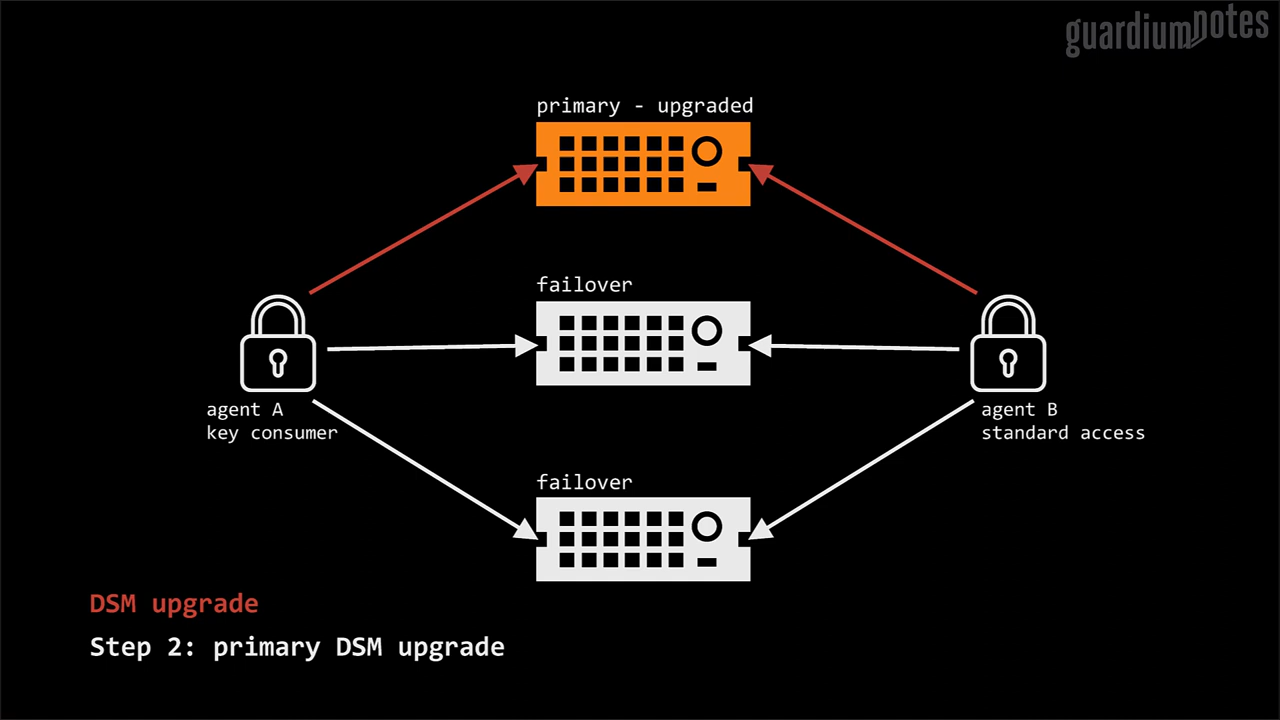 guardiumnotes
primary - upgraded
failover
agent A
key consumer
agent B
standard access
failover
DSM upgrade
Step 2: primary DSM upgrade